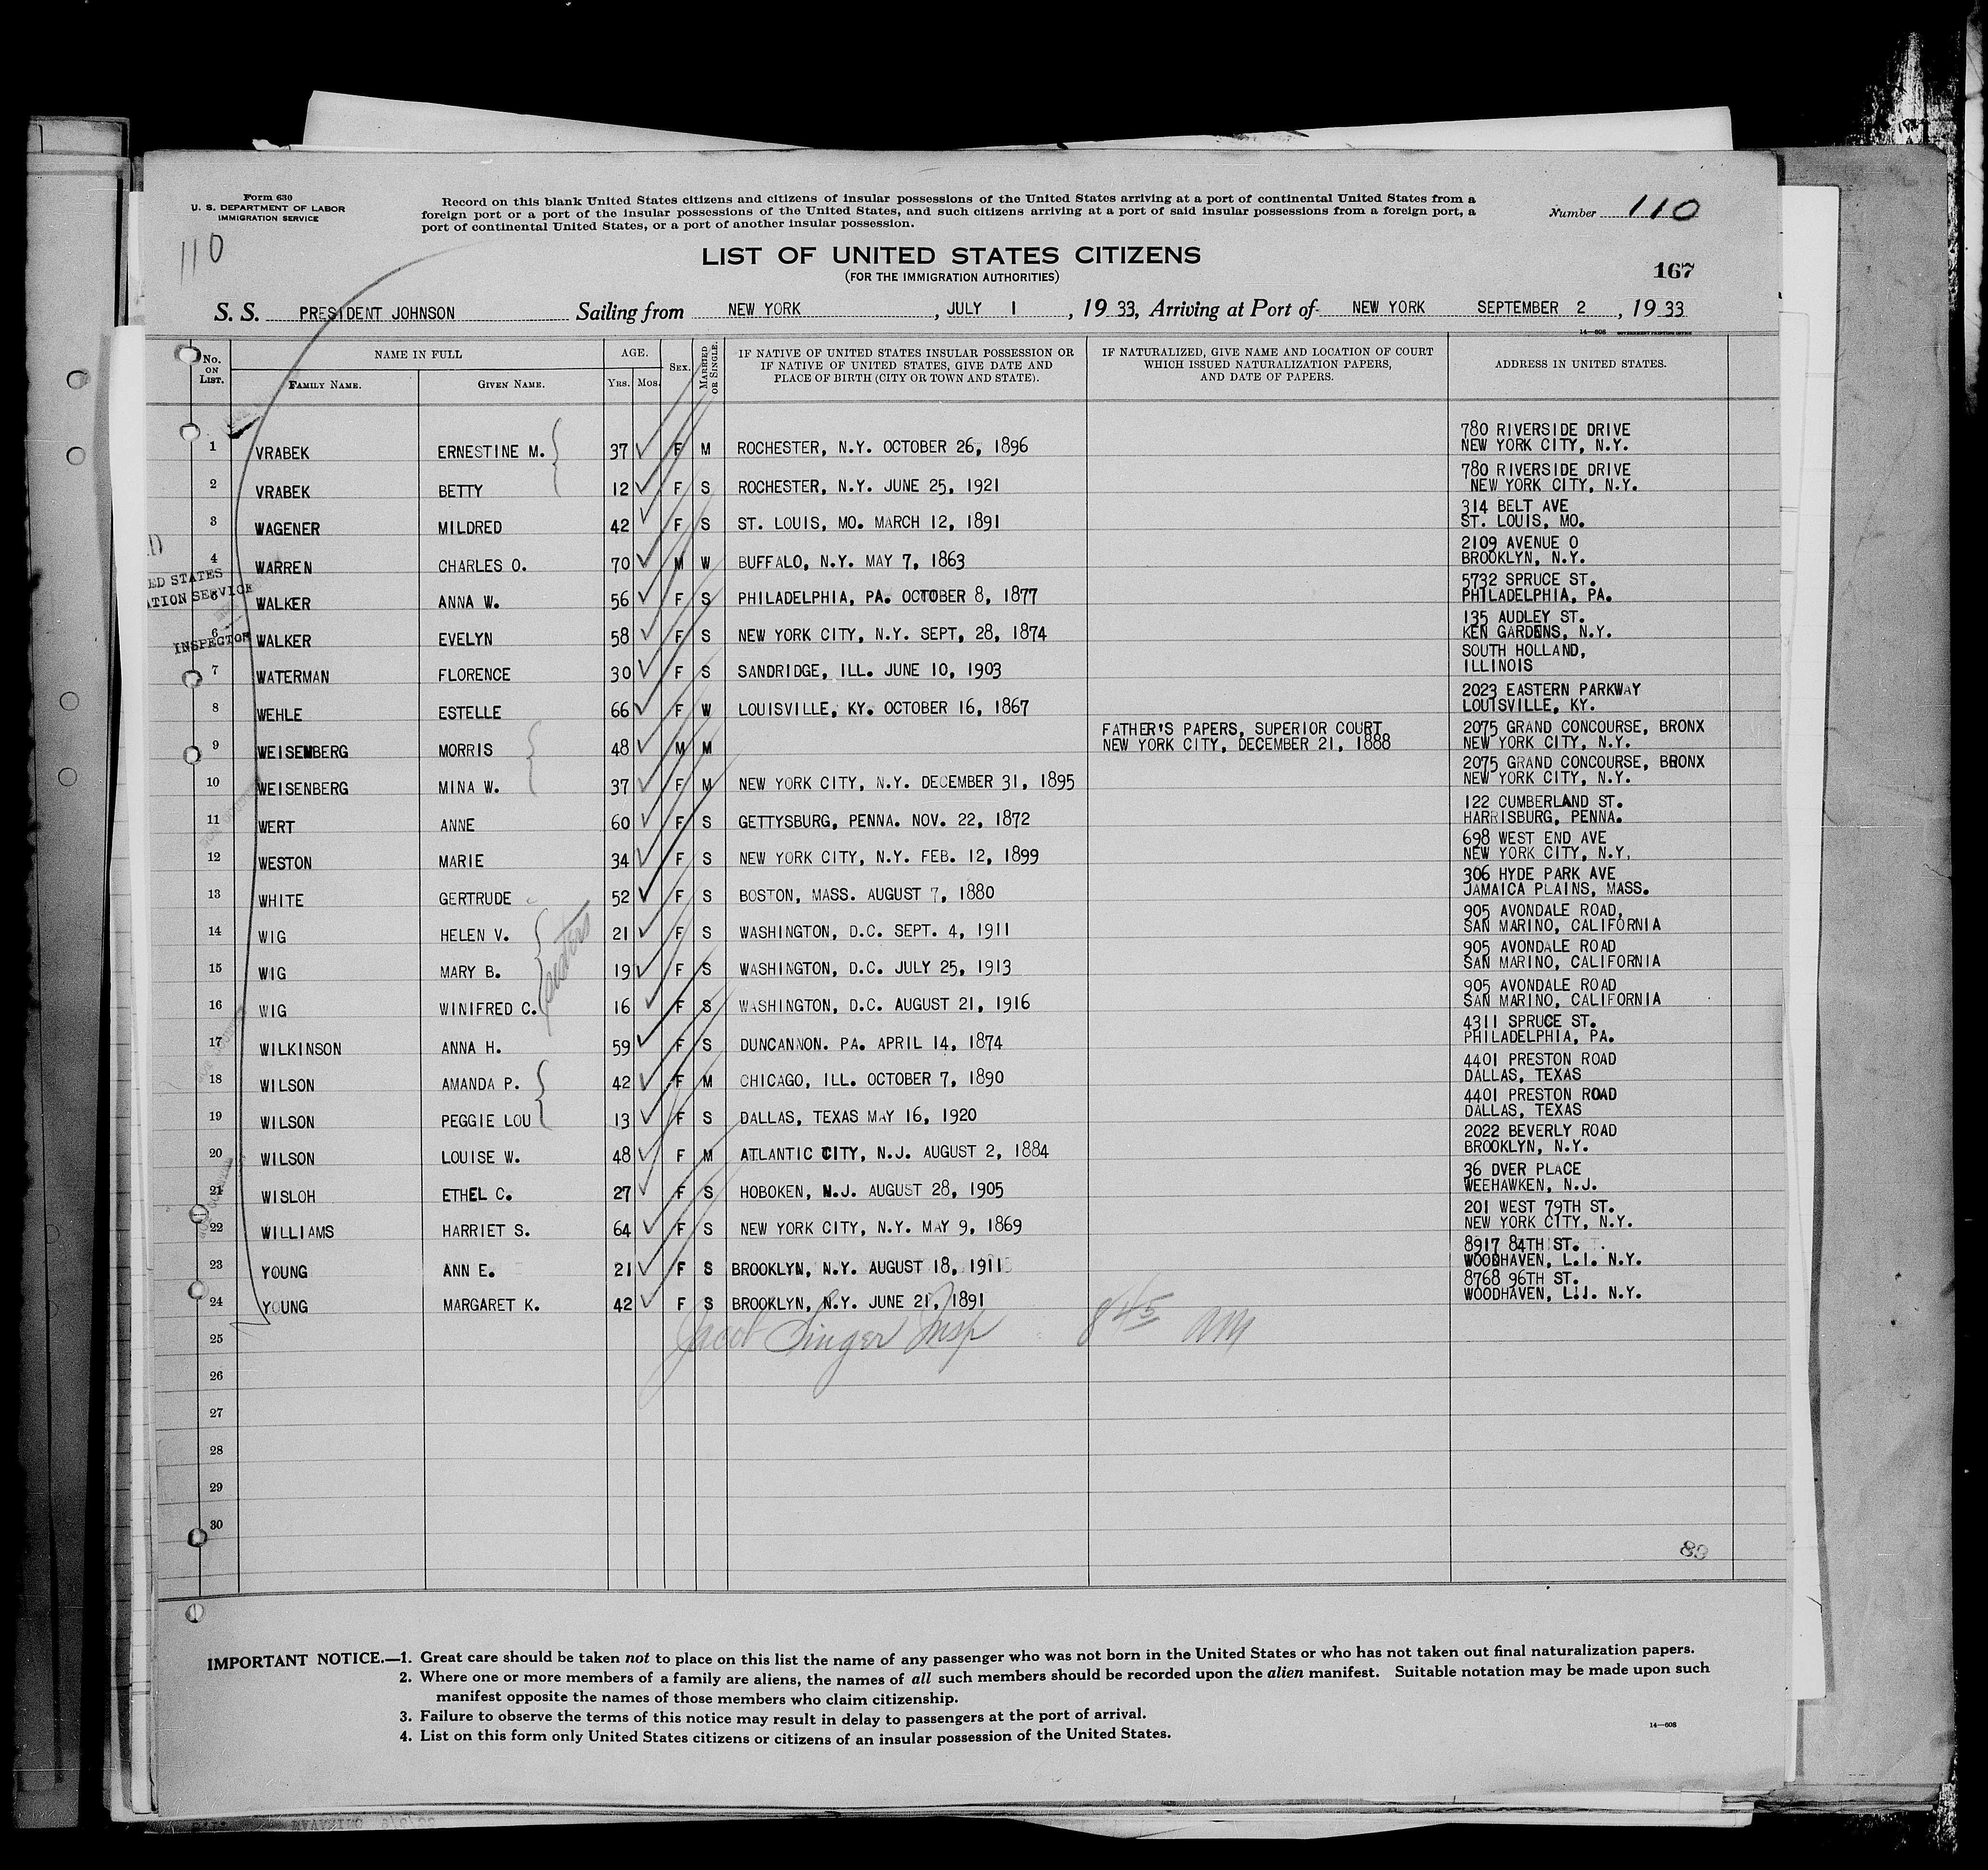 Form 630
U. S. DEPARTMENT OF LABOR
IMMIGRATION SERVICE
110
Record on this blank United States citizens and citizens of insular possessions of the United States arriving at a port of continental United States from a
foreign port or a port of the insular possessions of the United States, and such citizens arriving at a port of said insular possessions from a foreign port, a
port of continental United States, or a port of another insular possession.
Number 110
LIST OF UNITED STATES CITIZENS
(FOR THE IMMIGRATION AUTHORITIES)
167
S. S. PRESIDENT JOHNSON Sailing from NEW YORK, JULY 1, 19 33, Arriving at Port of NEW YORK SEPTEMBER 2, 19 33
14—608 GOVERNMENT PRINTING OFFICE
No. ON LIST. NAME IN FULL AGE. SEX. MARRIED OR SINGLE. IF NATIVE OF UNITED STATES INSULAR POSSESSION OR IF NATIVE OF UNITED STATES, GIVE DATE AND PLACE OF BIRTH (CITY OR TOWN AND STATE). IF NATURALIZED, GIVE NAME AND LOCATION OF COURT WHICH ISSUED NATURALIZATION PAPERS, AND DATE OF PAPERS. ADDRESS IN UNITED STATES.
FAMILY NAME. GIVEN NAME. YRS. MOS.
1 VRABEK ERNESTINE M. 37 F M ROCHESTER, N.Y. OCTOBER 26, 1896 780 RIVERSIDE DRIVE NEW YORK CITY, N.Y.
2 VRABEK BETTY 12 F S ROCHESTER, N.Y. JUNE 25, 1921 780 RIVERSIDE DRIVE NEW YORK CITY, N.Y.
3 WAGENER MILDRED 42 F S ST. LOUIS, MO. MARCH 12, 1891 314 BELT AVE ST. LOUIS, MO.
4 WARREN CHARLES O. 70 M W BUFFALO, N.Y. MAY 7, 1863 2109 AVENUE O BROOKLYN, N.Y.
ED STATES
ATION SERVICE
INSPECTOR
5 WALKER ANNA W. 56 F S PHILADELPHIA, PA. OCTOBER 8, 1877 5732 SPRUCE ST. PHILADELPHIA, PA.
6 WALKER EVELYN 58 F S NEW YORK CITY, N.Y. SEPT, 28, 1874 135 AUDLEY ST. KEN GARDENS, N.Y.
7 WATERMAN FLORENCE 30 F S SANDRIDGE, ILL. JUNE 10, 1903 SOUTH HOLLAND, ILLINOIS
8 WEHLE ESTELLE 66 F W LOUISVILLE, KY. OCTOBER 16, 1867 2023 EASTERN PARKWAY LOUISVILLE, KY.
9 WEISENBERG MORRIS 48 M M FATHER'S PAPERS, SUPERIOR COURT NEW YORK CITY, DECEMBER 21, 1888 2075 GRAND CONCOURSE, BRONX NEW YORK CITY, N.Y.
10 WEISENBERG MINA W. 37 F M NEW YORK CITY, N.Y. DECEMBER 31, 1895 2075 GRAND CONCOURSE, BRONX NEW YORK CITY, N.Y.
11 WERT ANNE 60 F S GETTYSBURG, PENNA. NOV. 22, 1872 122 CUMBERLAND ST. HARRISBURG, PENNA.
12 WESTON MARIE 34 F S NEW YORK CITY, N.Y. FEB. 12, 1899 698 WEST END AVE NEW YORK CITY, N.Y.
13 WHITE GERTRUDE 52 F S BOSTON, MASS. AUGUST 7, 1880 306 HYDE PARK AVE JAMAICA PLAINS, MASS.
14 WIG HELEN V. 21 F S WASHINGTON, D.C. SEPT. 4, 1911 905 AVONDALE ROAD, SAN MARINO, CALIFORNIA
sisters
15 WIG MARY B. 19 F S WASHINGTON, D.C. JULY 25, 1913 905 AVONDALE ROAD SAN MARINO, CALIFORNIA
16 WIG WINIFRED C. 16 F S WASHINGTON, D.C. AUGUST 21, 1916 905 AVONDALE ROAD SAN MARINO, CALIFORNIA
17 WILKINSON ANNA H. 59 F S DUNCANNON. PA. APRIL 14, 1874 4311 SPRUCE ST. PHILADELPHIA, PA.
18 WILSON AMANDA P. 42 F M CHICAGO, ILL. OCTOBER 7, 1890 4401 PRESTON ROAD DALLAS, TEXAS
19 WILSON PEGGIE LOU 13 F S DALLAS, TEXAS MAY 16, 1920 4401 PRESTON ROAD DALLAS, TEXAS
20 WILSON LOUISE W. 48 F M ATLANTIC CITY, N.J. AUGUST 2, 1884 2022 BEVERLY ROAD BROOKLYN, N.Y.
21 WISLOH ETHEL C. 27 F S HOBOKEN, N.J. AUGUST 28, 1905 36 DVER PLACE WEEHAWKEN, N.J.
22 WILLIAMS HARRIET S. 64 F S NEW YORK CITY, N.Y. MAY 9, 1869 201 WEST 79TH ST. NEW YORK CITY, N.Y.
23 YOUNG ANN E. 21 F S BROOKLYN, N.Y. AUGUST 18, 1911 8917 84TH ST. WOODHAVEN, L.I. N.Y.
24 YOUNG MARGARET K. 42 F S BROOKLYN, N.Y. JUNE 21, 1891 8768 96TH ST. WOODHAVEN, L.I. N.Y.
Jacob Singer Insp 8 45 AM
25
26
27
28
29
30
89
IMPORTANT NOTICE.—1. Great care should be taken not to place on this list the name of any passenger who was not born in the United States or who has not taken out final naturalization papers.
2. Where one or more members of a family are aliens, the names of all such members should be recorded upon the alien manifest. Suitable notation may be made upon such
manifest opposite the names of those members who claim citizenship.
3. Failure to observe the terms of this notice may result in delay to passengers at the port of arrival.
4. List on this form only United States citizens or citizens of an insular possession of the United States.
14—608